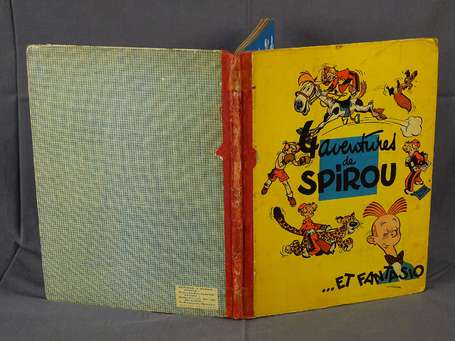 4 aventures
de
SPIROU
...ET FANTASIO